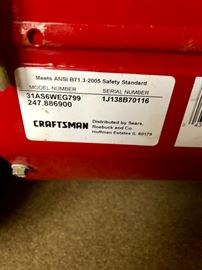 Meets ANSI B71.3-2005 Safety Standard
MODEL NUMBER SERIAL NUMBER
31AS6WEG799 1J138B70116
247.886900
CRAFTSMAN
Distributed by Sears,
Roebuck and Co.
Hoffman Estates IL 60179